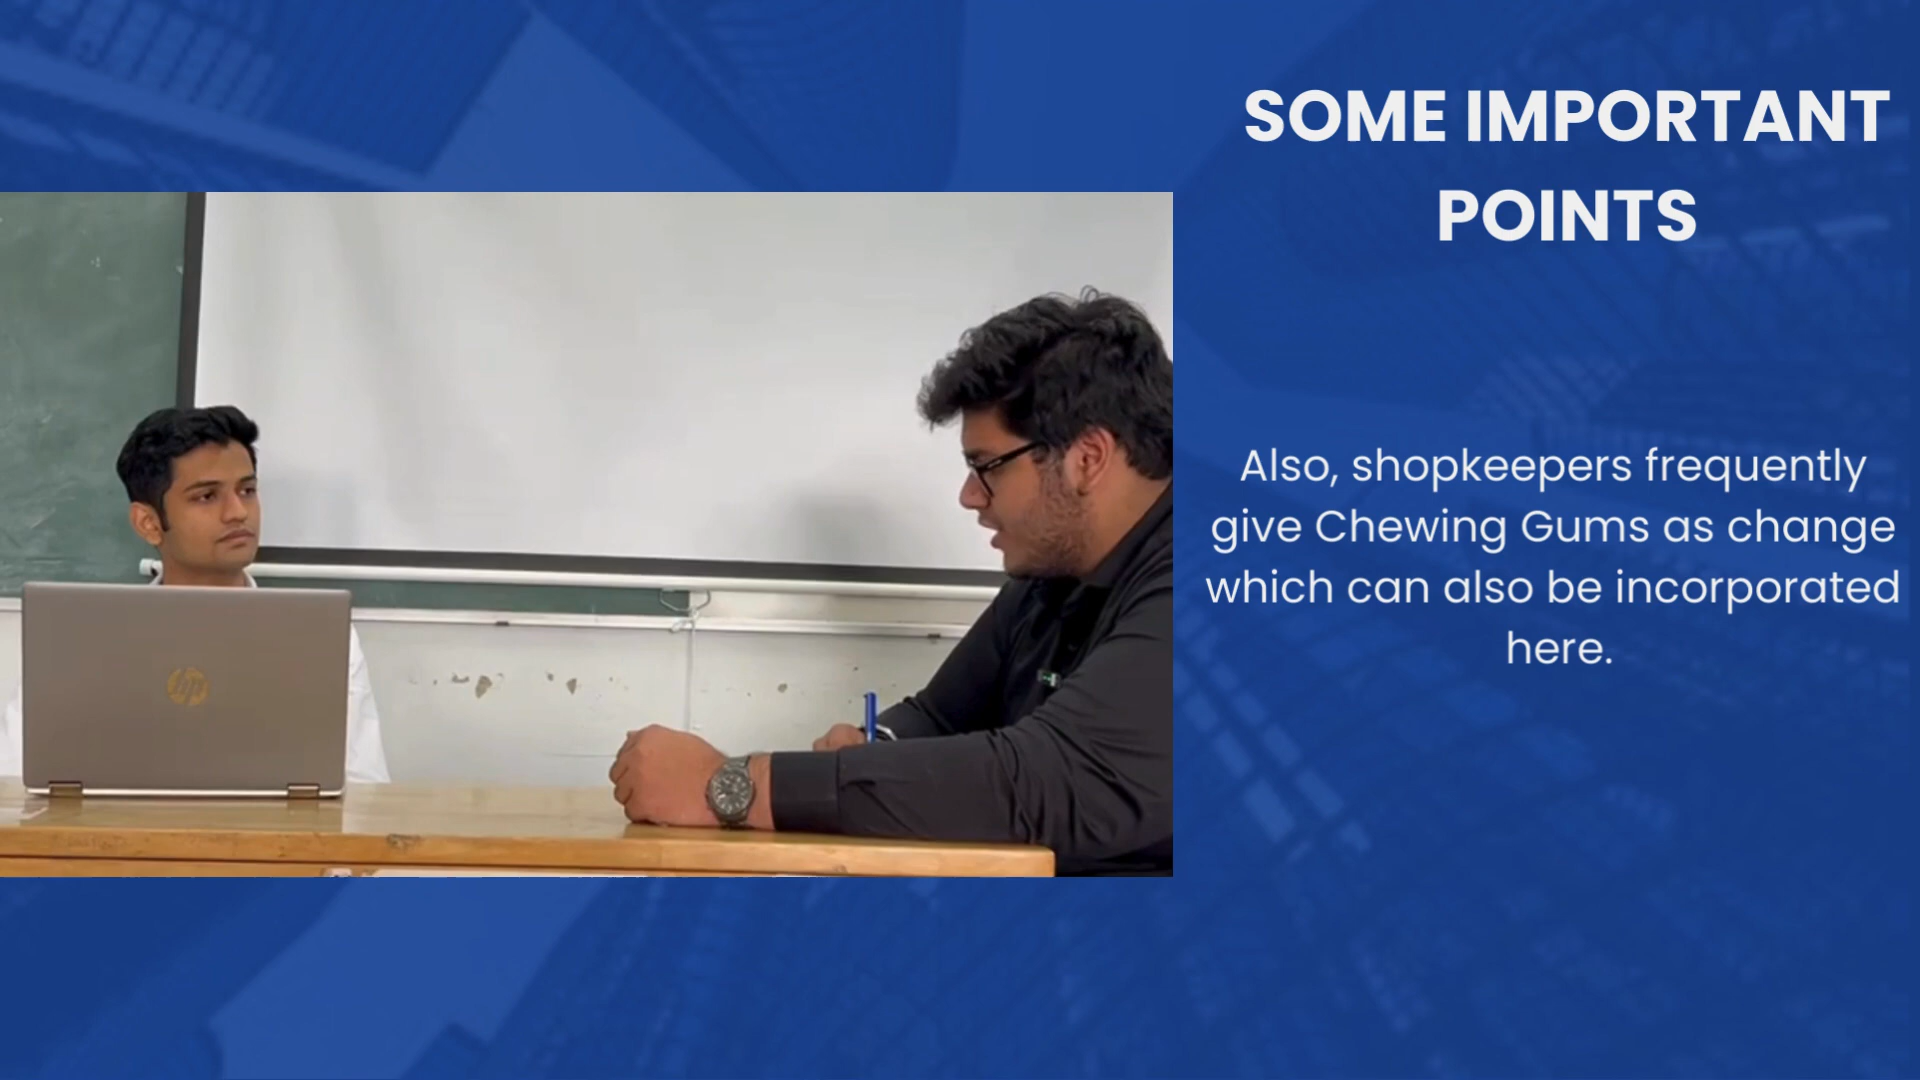 SOME IMPORTANT
POINTS
Also, shopkeepers frequently
give Chewing Gums as change
which can also be incorporated
here.
hp